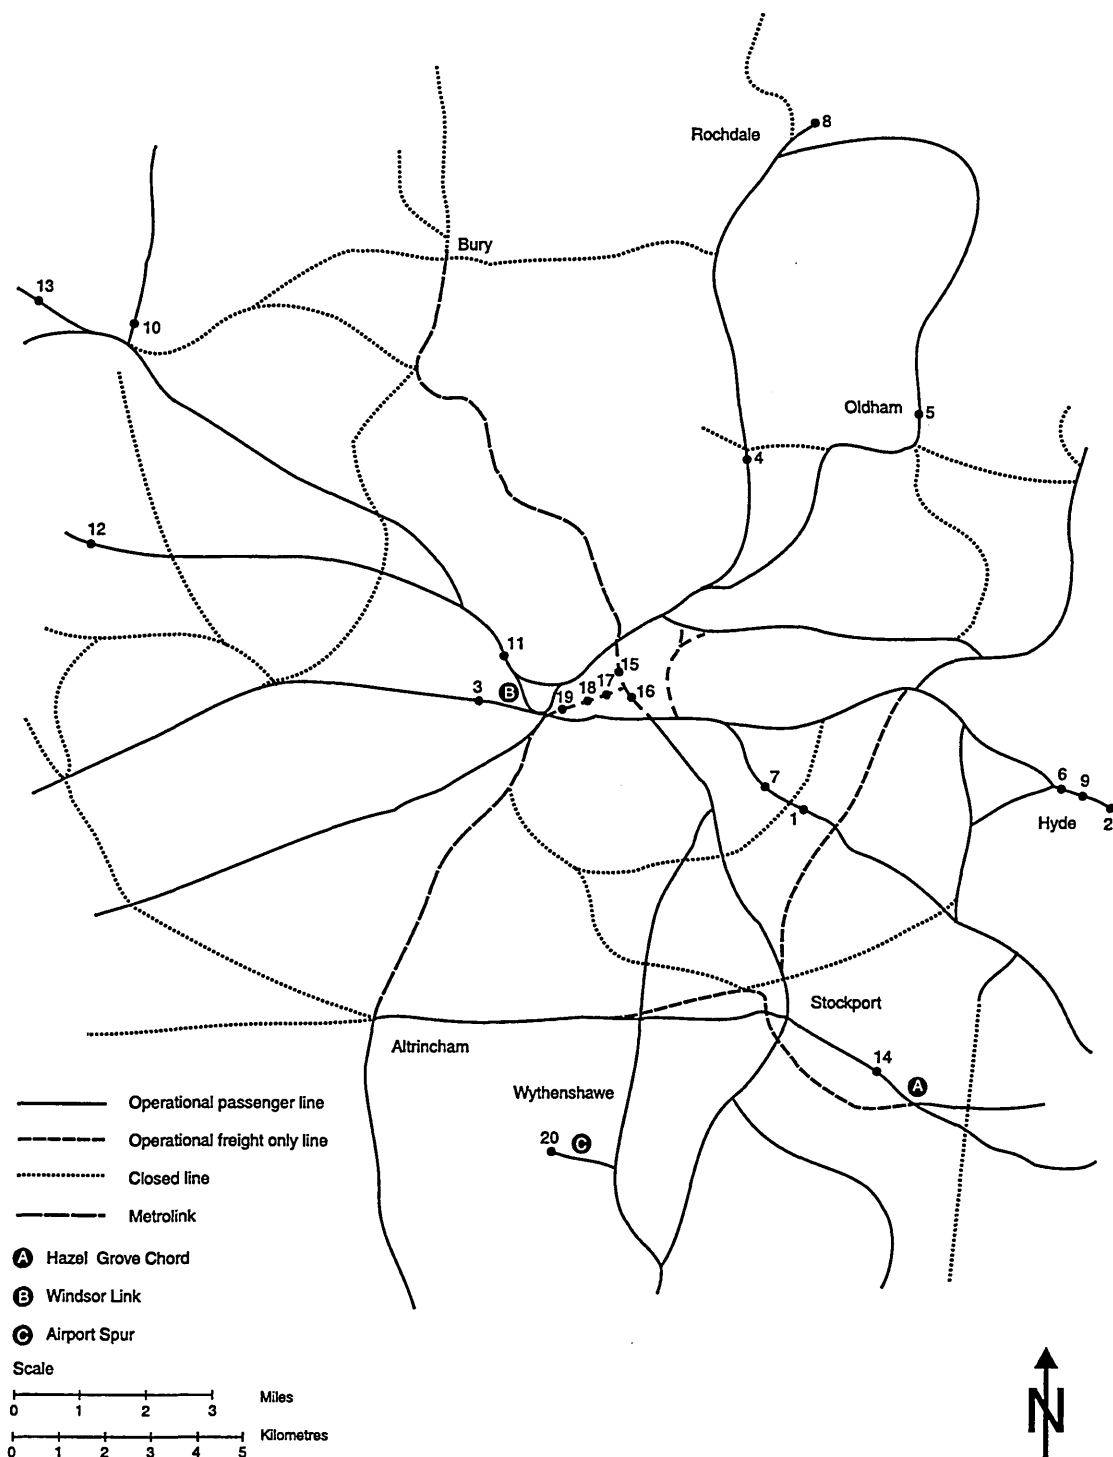 8
Rochdale
Bury
13
10
Oldham
5
4
12
11
15
3
B
17
18
16
19
7
6
9
1
2
Hyde
Stockport
Altrincham
14
A
Wythenshawe
20
C
Operational passenger line
Operational freight only line
Closed line
Metrolink
A Hazel Grove Chord
B Windsor Link
C Airport Spur
Scale
Miles
0 1 2 3
Kilometres
0 1 2 3 4 5
N